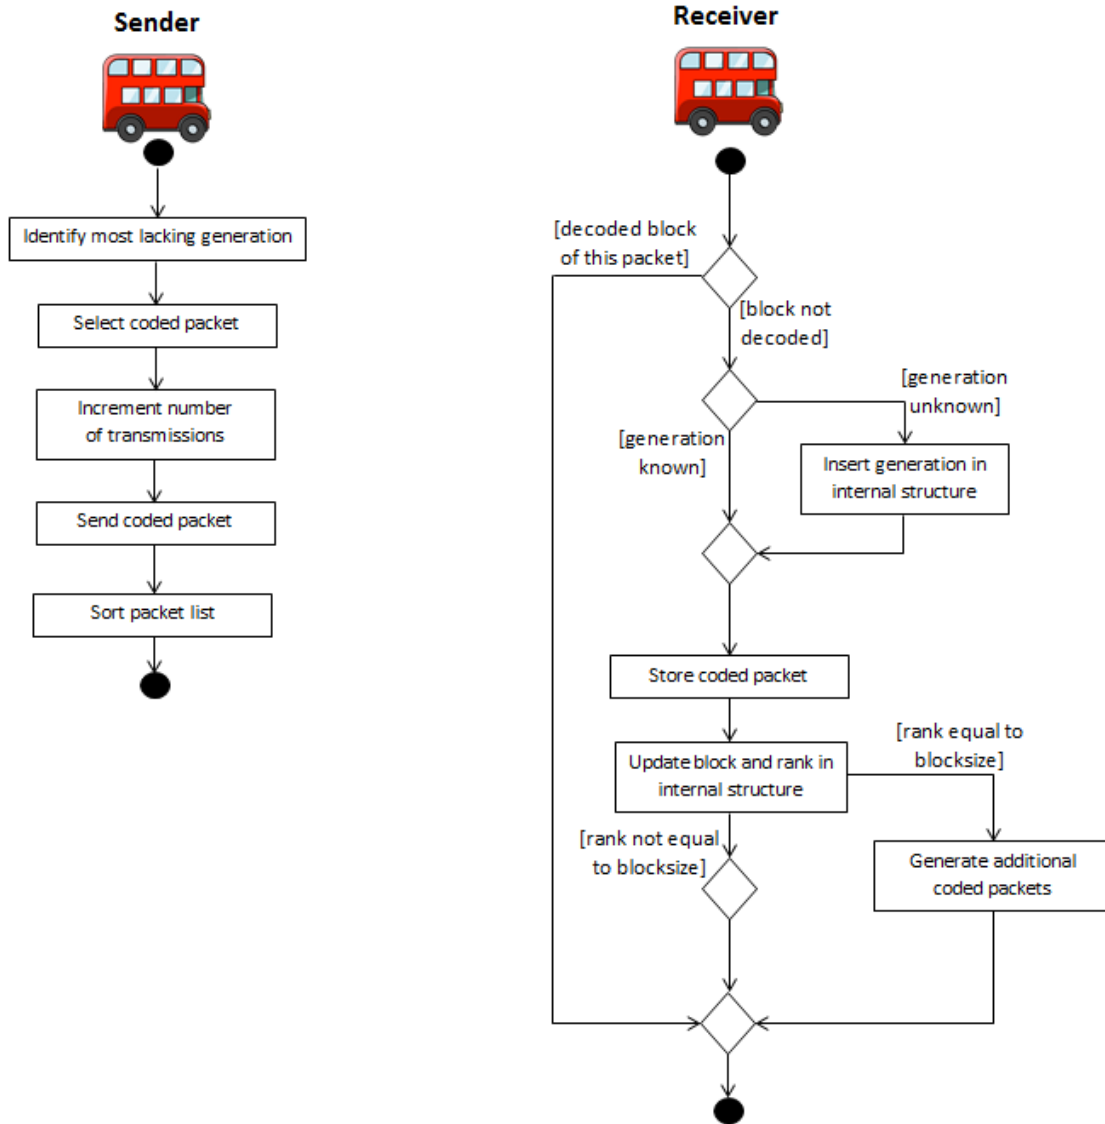 Sender
Identify most lacking generation
Select coded packet
Increment number
of transmissions
Send coded packet
Sort packet list
Receiver
[decoded block
of this packet]
[block not
decoded]
[generation
unknown]
[generation
known]
Insert generation in
internal structure
Store coded packet
Update block and rank in
internal structure
[rank equal to
blocksize]
[rank not equal
to blocksize]
Generate additional
coded packets